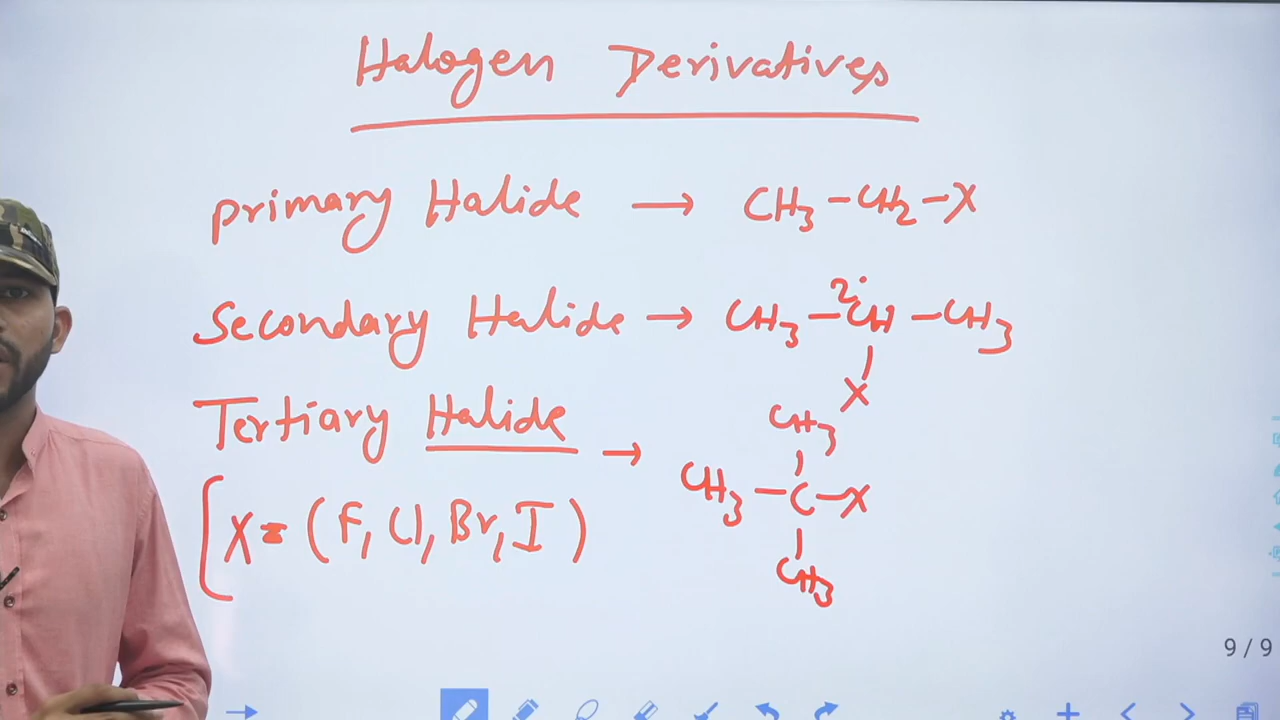 Halogen Derivatives
primary Halide → CH3 – CH2 – X
Secondary Halide → CH3 – CH – CH3
2°
X
Tertiary Halide →
CH3
CH3 – C – X
CH3
X = (F, Cl, Br, I)
9 / 9